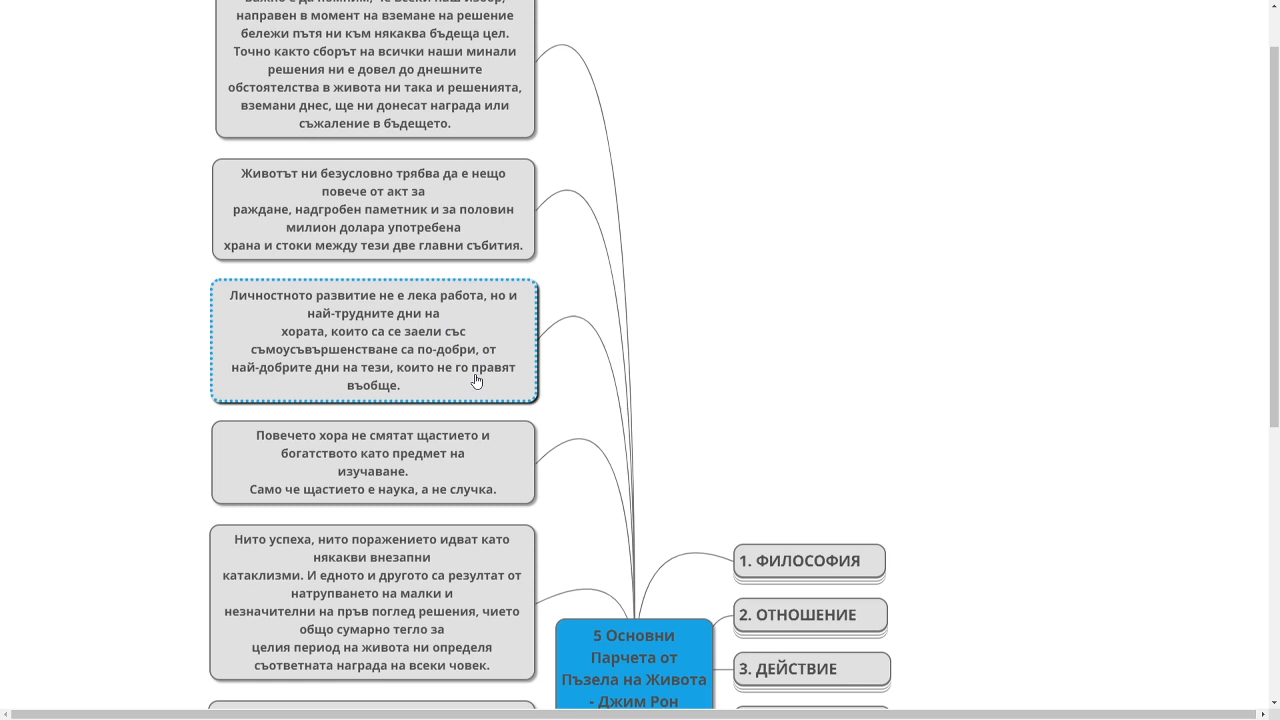 Важно е да помним, че всеки наш избор,
направен в момент на вземане на решение
бележи пътя ни към някаква бъдеща цел.
Точно както сборът на всички наши минали
решения ни е довел до днешните
обстоятелства в живота ни така и решенията,
вземани днес, ще ни донесат награда или
съжаление в бъдещето.
Животът ни безусловно трябва да е нещо
повече от акт за
раждане, надгробен паметник и за половин
милион долара употребена
храна и стоки между тези две главни събития.
Личностното развитие не е лека работа, но и
най-трудните дни на
хората, които са се заели със
съмоусъвършенстване са по-добри, от
най-добрите дни на тези, които не го правят
въобще.
Повечето хора не смятат щастието и
богатството като предмет на
изучаване.
Само че щастието е наука, а не случка.
Нито успеха, нито поражението идват като
някакви внезапни
катаклизми. И едното и другото са резултат от
натрупването на малки и
незначителни на пръв поглед решения, чието
общо сумарно тегло за
целия период на живота ни определя
съответната награда на всеки човек.
5 Основни
Парчета от
Пъзела на Живота
- Джим Рон
1. ФИЛОСОФИЯ
2. ОТНОШЕНИЕ
3. ДЕЙСТВИЕ